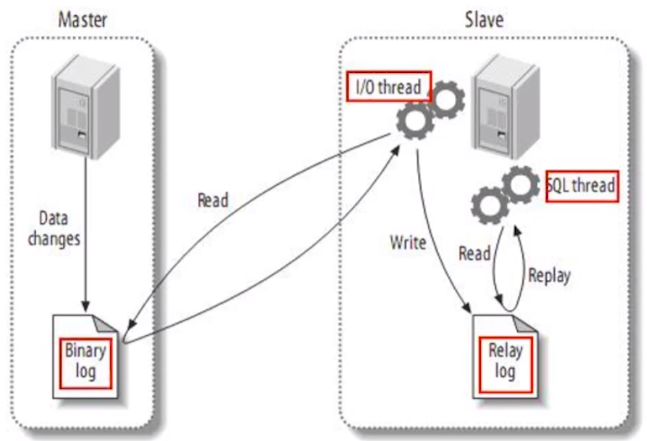 Master
Slave
I/O thread
SQL thread
Read
Data
changes
Write
Read
Replay
Binary
log
Relay
log